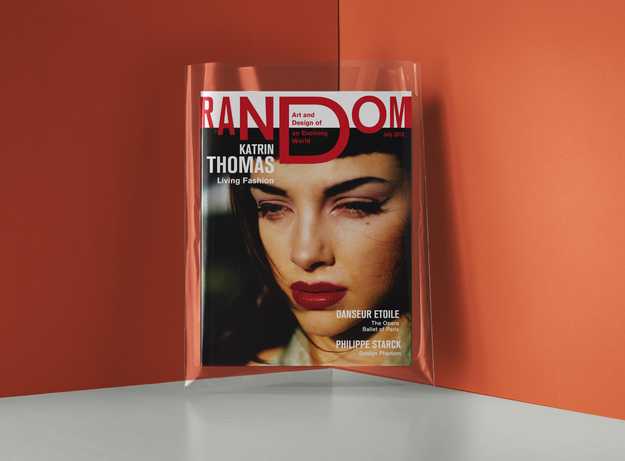 RANDOM
Art and
Design of
an Evolving
World
July 2018
KATRIN
THOMAS
Living Fashion
DANSEUR ETOILE
The Opera
Ballet of Paris
PHILIPPE STARCK
Design Phantom